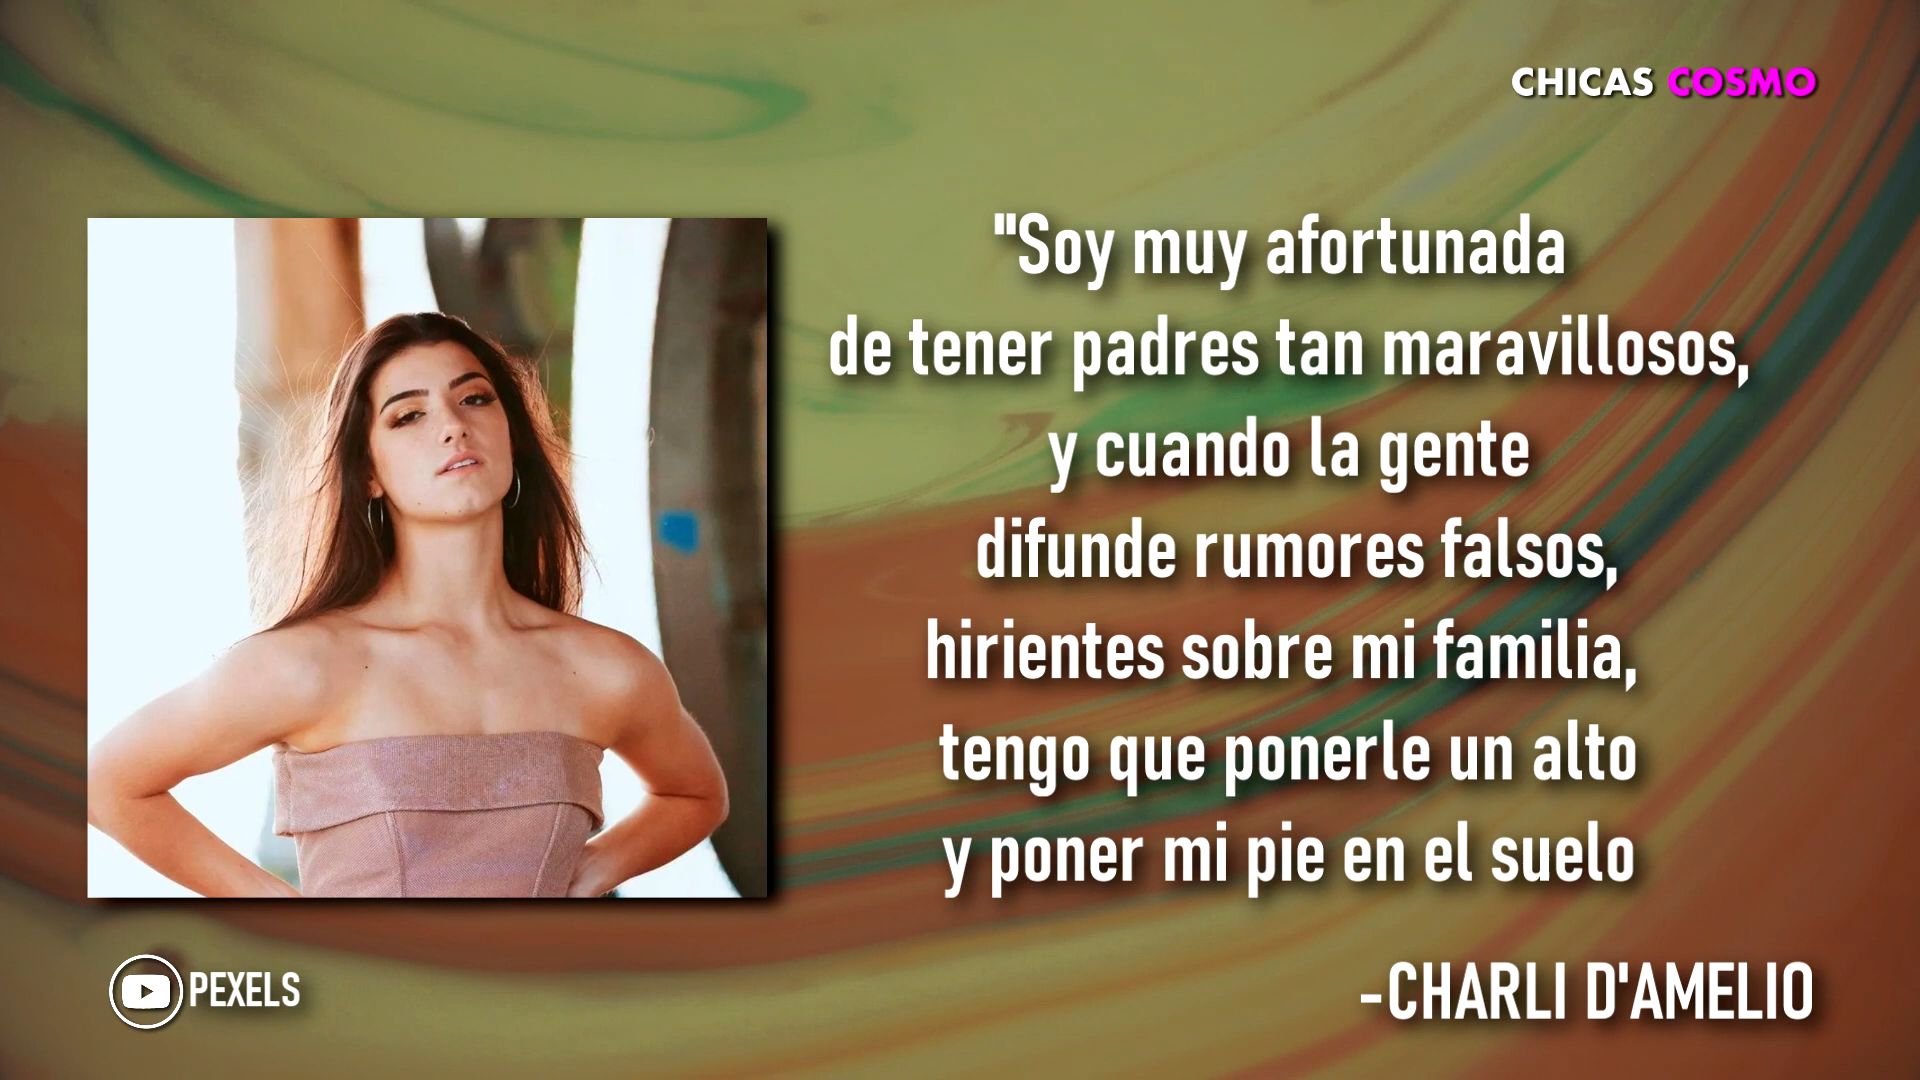 CHICAS COSMO
"Soy muy afortunada
de tener padres tan maravillosos,
y cuando la gente
difunde rumores falsos,
hirientes sobre mi familia,
tengo que ponerle un alto
y poner mi pie en el suelo
-CHARLI D'AMELIO
PEXELS